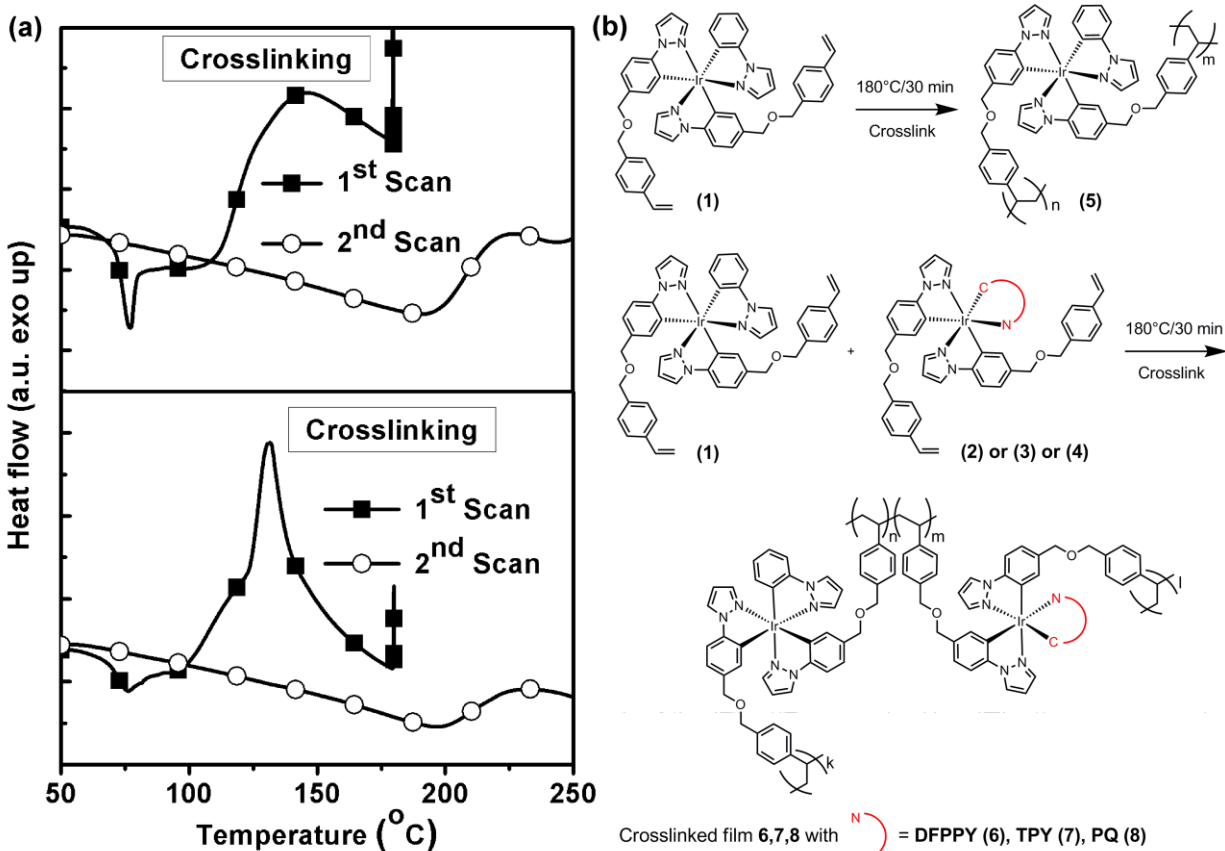 (a)
Crosslinking
1st Scan
2nd Scan
Crosslinking
1st Scan
2nd Scan
Heat flow (a.u. exo up)
50 100 150 200 250
Temperature (°C)
(b)
N N N N N N Ir O O
(1)
180°C/30 min
Crosslink
N N N N N N Ir O O m n
(5)
N N N N N N Ir O O
(1)
+
N N N N C N Ir O O
(2) or (3) or (4)
180°C/30 min
Crosslink
n m
N N N N N N Ir O O k
N N N N N C Ir O O l
Crosslinked film 6,7,8 with N = DFPPY (6), TPY (7), PQ (8)
C